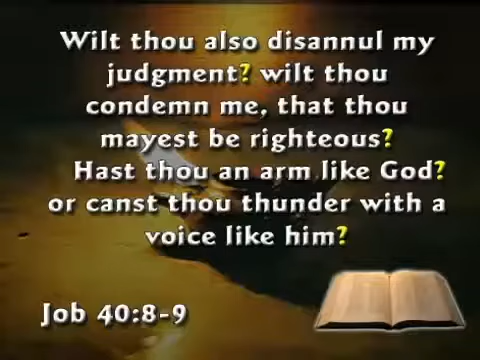 Wilt thou also disannul my
judgment? wilt thou
condemn me, that thou
mayest be righteous?
Hast thou an arm like God?
or canst thou thunder with a
voice like him?
Job 40:8-9